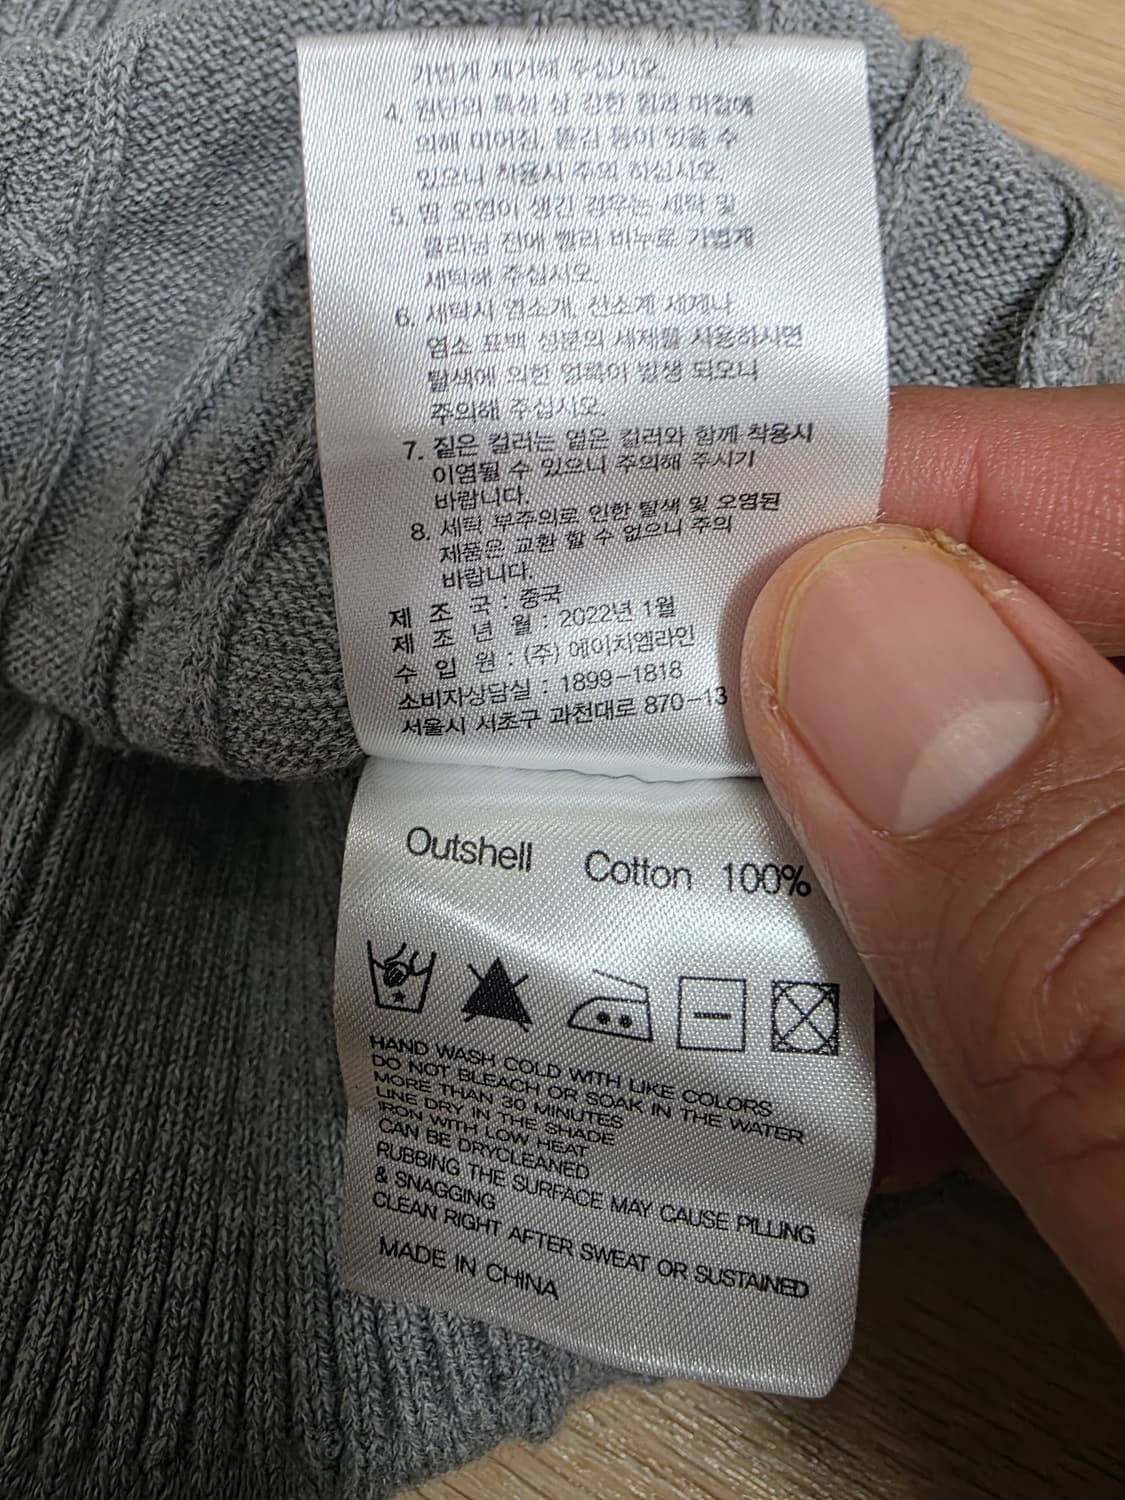 가볍게 제거해 주십시오.
4. 원단의 특성 상 강한 힘과 마찰에
의해 미어짐, 뜯김 등이 있을 수
있으니 착용시 주의 하십시오.
5. 땀 오염이 생긴 경우는 세탁 및
클리닝 전에 빨리 비누로 가볍게
세탁해 주십시오.
6. 세탁시 효소계, 산소계 세제나
염소 표백 성분의 세제를 사용하시면
탈색에 의한 얼룩이 발생 되오니
주의해 주십시오.
7. 짙은 컬러는 옅은 컬러와 함께 착용시
이염될 수 있으니 주의해 주시기
바랍니다.
8. 세탁 부주의로 인한 탈색 및 오염된
제품은 교환 할 수 없으니 주의
바랍니다.
제 조 국 : 중국
제 조 년 월 : 2022년 1월
수 입 원 : (주) 에이치엠라인
소비자상담실 : 1899-1818
서울시 서초구 과천대로 870-13
Outshell Cotton 100%
HAND WASH COLD WITH LIKE COLORS
DO NOT BLEACH OR SOAK IN THE WATER
MORE THAN 30 MINUTES
LINE DRY IN THE SHADE
IRON WITH LOW HEAT
CAN BE DRYCLEANED
RUBBING THE SURFACE MAY CAUSE PILLING
& SNAGGING
CLEAN RIGHT AFTER SWEAT OR SUSTAINED
MADE IN CHINA